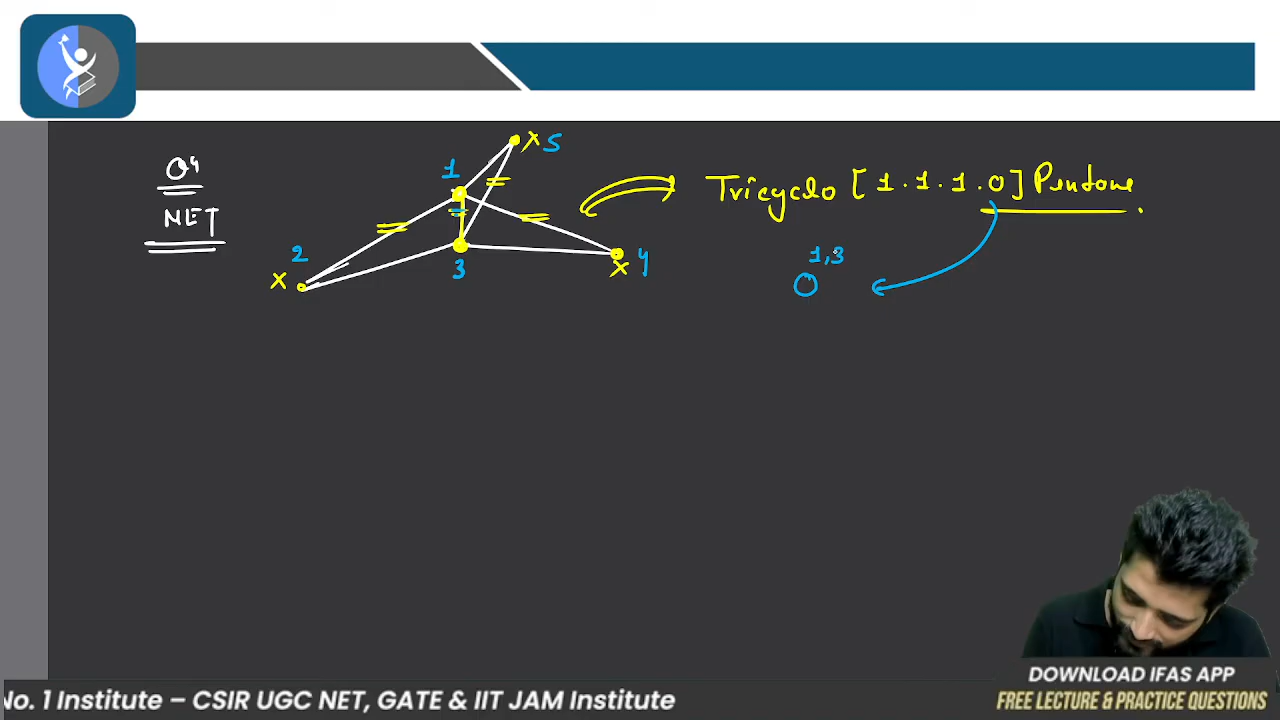 Q4
NET
X 5
1
Tricyclo [1.1.1.0] Pentane
2
3
X
X 4
1,3
0
DOWNLOAD IFAS APP
No. 1 Institute – CSIR UGC NET, GATE & IIT JAM Institute
FREE LECTURE & PRACTICE QUESTIONS